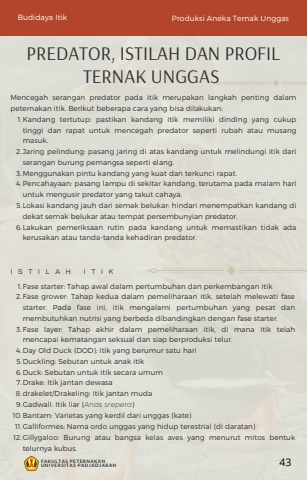 Budidaya Itik
Produksi Aneka Ternak Unggas
PREDATOR, ISTILAH DAN PROFIL
TERNAK UNGGAS
Mencegah serangan predator pada itik merupakan langkah penting dalam
peternakan itik. Berikut beberapa cara yang bisa dilakukan:
1. Kandang tertutup: pastikan kandang itik memiliki dinding yang cukup
tinggi dan rapat untuk mencegah predator seperti rubah atau musang
masuk.
2. Jaring pelindung: pasang jaring di atas kandang untuk melindungi itik dari
serangan burung pemangsa seperti elang.
3. Menggunakan pintu kandang yang kuat dan terkunci rapat.
4. Pencahayaan: pasang lampu di sekitar kandang, terutama pada malam hari
untuk mengusir predator yang takut cahaya.
5. Lokasi kandang jauh dari semak belukar: hindari menempatkan kandang di
dekat semak belukar atau tempat persembunyian predator.
6. Lakukan pemeriksaan rutin pada kandang untuk memastikan tidak ada
kerusakan atau tanda-tanda kehadiran predator.
ISTILAH ITIK
1. Fase starter: Tahap awal dalam pertumbuhan dan perkembangan itik
2. Fase grower: Tahap kedua dalam pemeliharaan itik, setelah melewati fase
starter. Pada fase ini, itik mengalami pertumbuhan yang pesat dan
membutuhkan nutrisi yang berbeda dibandingkan dengan fase starter.
3. Fase layer: Tahap akhir dalam pemeliharaan itik, di mana itik telah
mencapai kematangan seksual dan siap berproduksi telur.
4. Day Old Duck (DOD): Itik yang berumur satu hari
5. Duckling: Sebutan untuk anak itik
6. Duck: Sebutan untuk itik secara umum
7. Drake: Itik jantan dewasa
8. drakelet/Drakeling: Itik jantan muda
9. Gadwall: Itik liar (Anas srepera)
10. Bantam: Varietas yang kerdil dari unggas (kate)
11. Galliformes: Nama ordo unggas yang hidup terestrial (di daratan)
12. Gillygaloo: Burung atau bangsa kelas aves yang menurut mitos bentuk
telurnya kubus.
FAKULTAS PETERNAKAN
UNIVERSITAS PADJADJARAN
43